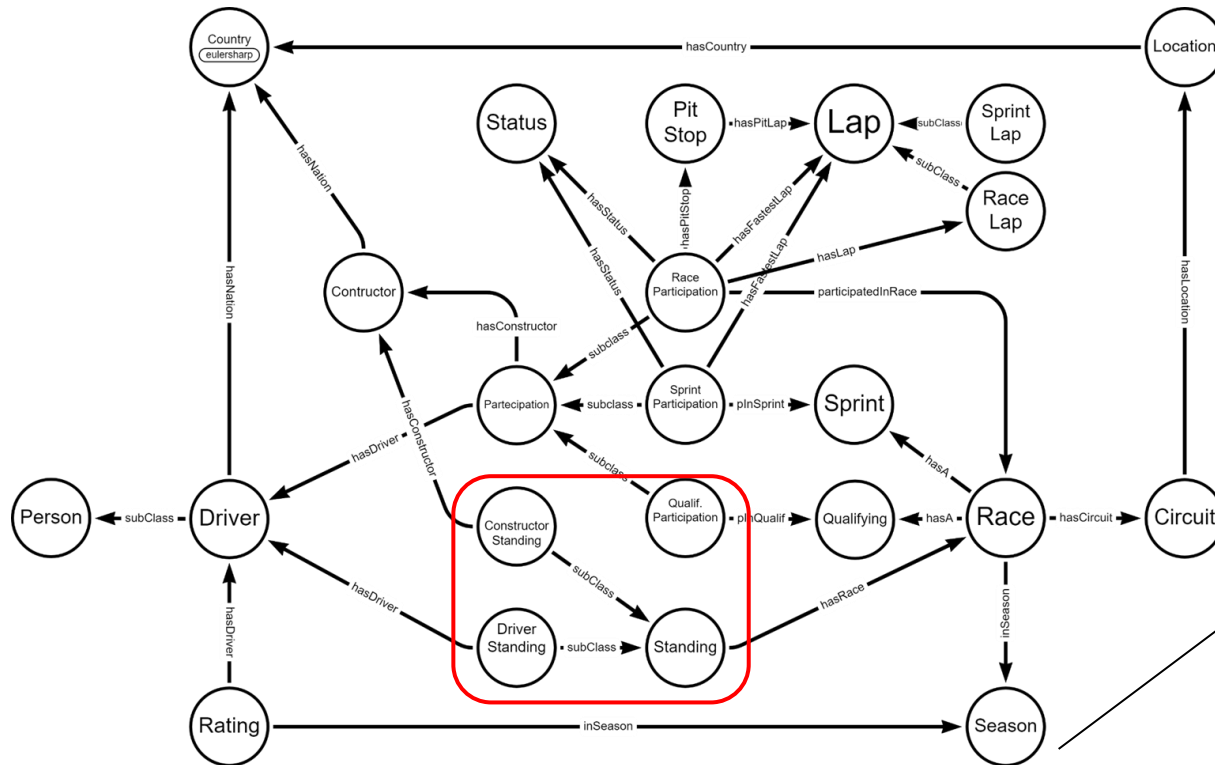 Country
eulersharp
hasCountry
Location
Status
Pit
Stop
hasPitLap
Lap
subClass
Sprint
Lap
hasNation
subClass
Race
Lap
hasStatus
hasPitStop
hasFastestLap
hasLap
hasStatus
hasFastestLap
hasNation
Contructor
Race
Participation
participatedInRace
hasLocation
hasConstructor
subclass
Partecipation
subclass
Sprint
Participation
pInSprint
Sprint
hasDriver
hasConstructor
subclass
hasA
Person
subClass
Driver
Constructor
Standing
Qualif.
Participation
pInQualif
Qualifying
hasA
Race
hasCircuit
Circuit
subClass
hasDriver
hasRace
hasDriver
Driver
Standing
subClass
Standing
inSeason
Rating
inSeason
Season